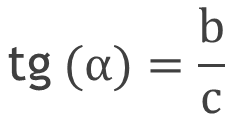 tg (α) = b/c